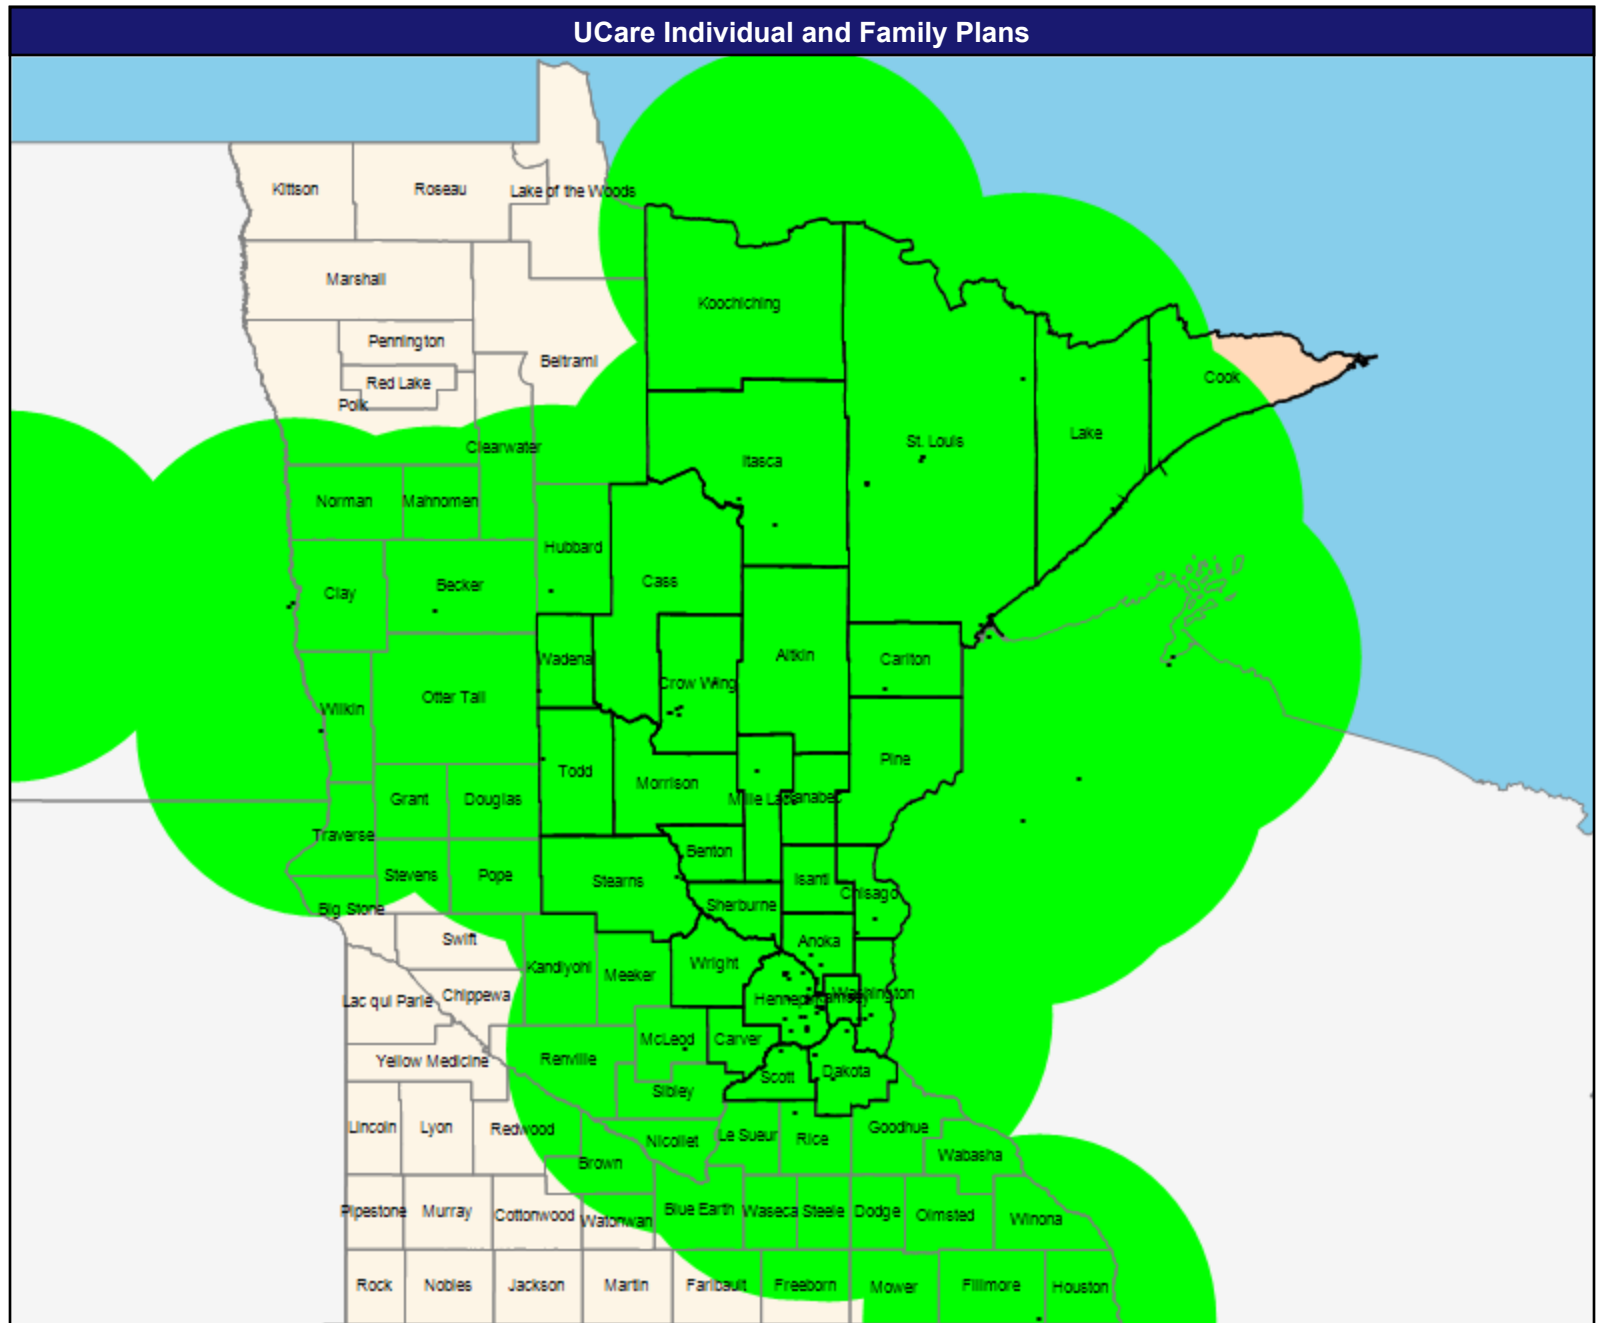 UCare Individual and Family Plans
Kittson
Roseau
Lake of the Woods
Marshall
Koochiching
Pennington
Beltrami
Red Lake
Polk
Cook
Clearwater
Lake
St. Louis
Itasca
Norman
Mahnomen
Hubbard
Cass
Clay
Becker
Wadena
Aitkin
Carlton
Crow Wing
Otter Tail
Wilkin
Pine
Todd
Morrison
Grant
Douglas
Mille Lacs
Kanabec
Traverse
Benton
Stevens
Pope
Stearns
Isanti
Chisago
Sherburne
Big Stone
Swift
Anoka
Kandiyohi
Meeker
Wright
Lac qui Parle
Chippewa
Hennepin
Ramsey
Washington
McLeod
Carver
Yellow Medicine
Renville
Scott
Dakota
Sibley
Lincoln
Lyon
Redwood
Nicollet
Le Sueur
Rice
Goodhue
Wabasha
Brown
Pipestone
Murray
Cottonwood
Watonwan
Blue Earth
Waseca
Steele
Dodge
Olmsted
Winona
Rock
Nobles
Jackson
Martin
Faribault
Freeborn
Mower
Fillmore
Houston